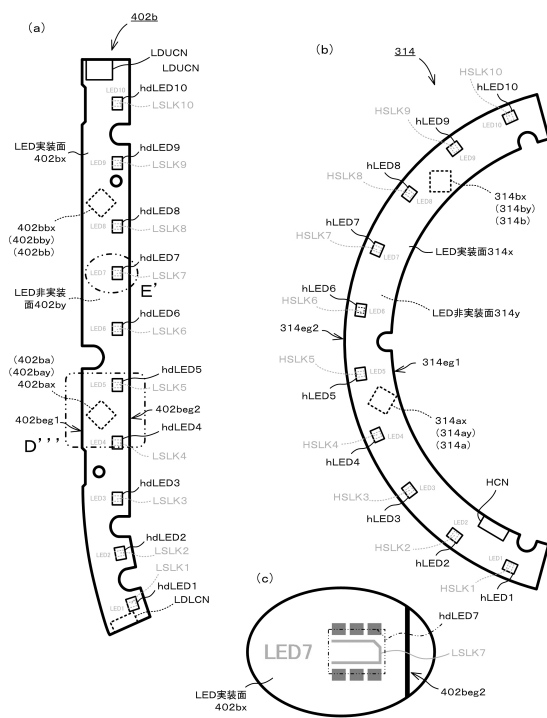 (a)
402b
LDUCN
LDUCN
LED10
hdLED10
LSLK10
LED実装面
402bx
LED9
hdLED9
LSLK9
402bbx
(402bby)
(402bb)
LED8
hdLED8
LSLK8
LED7
hdLED7
LSLK7
E'
LED非実装
面402by
LED6
hdLED6
LSLK6
(402ba)
(402bay)
402bax
LED5
hdLED5
LSLK5
402beg1
402beg2
D'''
LED4
hdLED4
LSLK4
LED3
hdLED3
LSLK3
LED2
hdLED2
LSLK2
LSLK1
LED1
hdLED1
LDLCN
(b)
314
HSLK10
hLED10
LED10
HSLK9
hLED9
LED9
HSLK8
hLED8
LED8
314bx
(314by)
(314b)
HSLK7
hLED7
LED7
LED実装面314x
HSLK6
hLED6
LED6
LED非実装面314y
314eg2
314eg1
HSLK5
hLED5
LED5
314ax
(314ay)
(314a)
HSLK4
hLED4
LED4
HCN
HSLK3
hLED3
LED3
HSLK2
hLED2
LED2
HSLK1
hLED1
LED1
(c)
hdLED7
LED7
LSLK7
LED実装面
402bx
402beg2